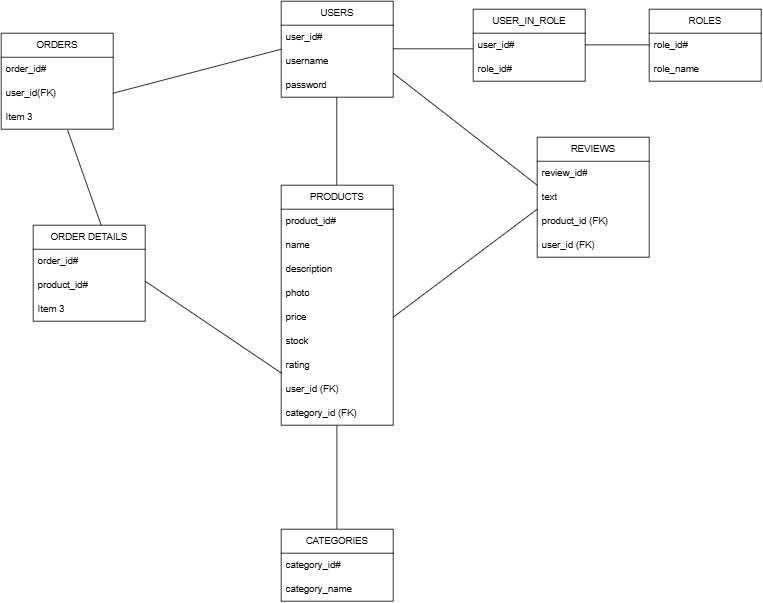 USERS
user_id#
username
password
USER_IN_ROLE
user_id#
role_id#
ROLES
role_id#
role_name
ORDERS
order_id#
user_id(FK)
Item 3
REVIEWS
review_id#
text
product_id (FK)
user_id (FK)
PRODUCTS
product_id#
name
description
photo
price
stock
rating
user_id (FK)
category_id (FK)
ORDER DETAILS
order_id#
product_id#
Item 3
CATEGORIES
category_id#
category_name